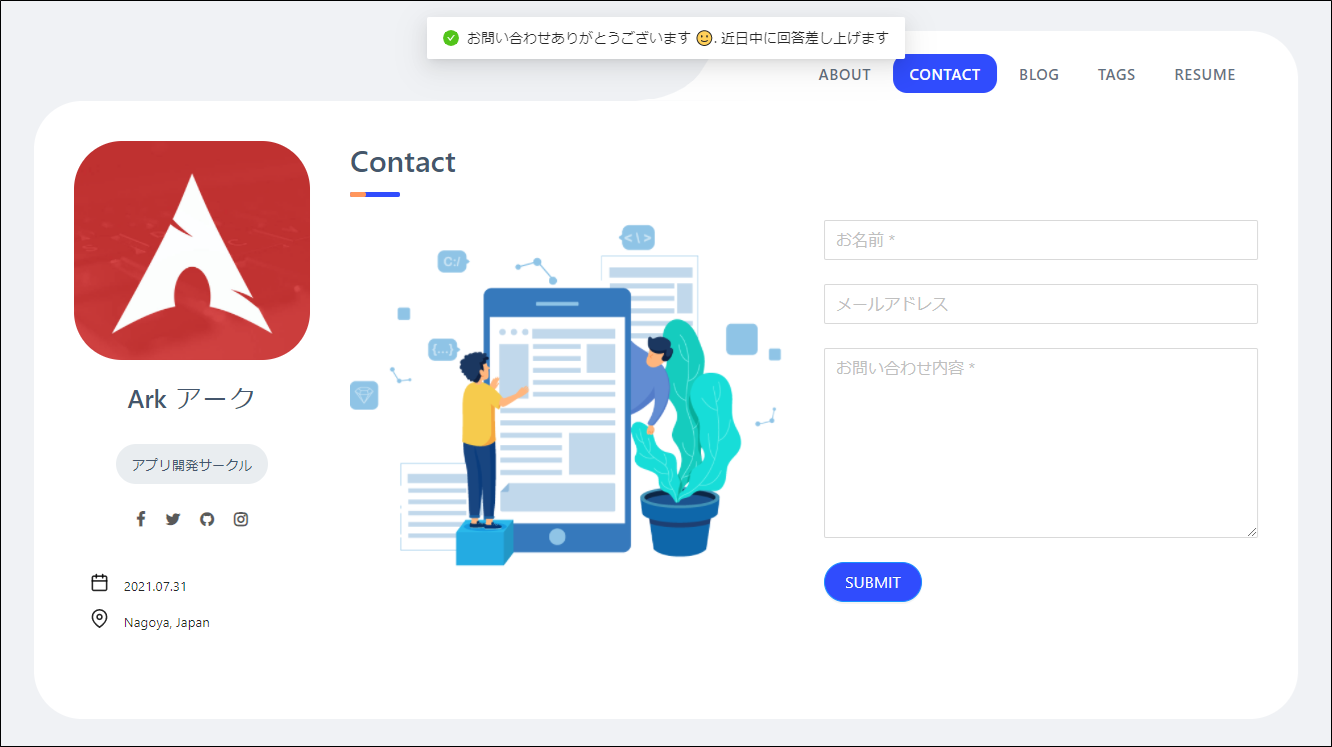 お問い合わせありがとうございます 🙂. 近日中に回答差し上げます
ABOUT
CONTACT
BLOG
TAGS
RESUME
Contact
C:/
<\>
{...}
お名前 *
メールアドレス
お問い合わせ内容 *
SUBMIT
Ark アーク
アプリ開発サークル
2021.07.31
Nagoya, Japan